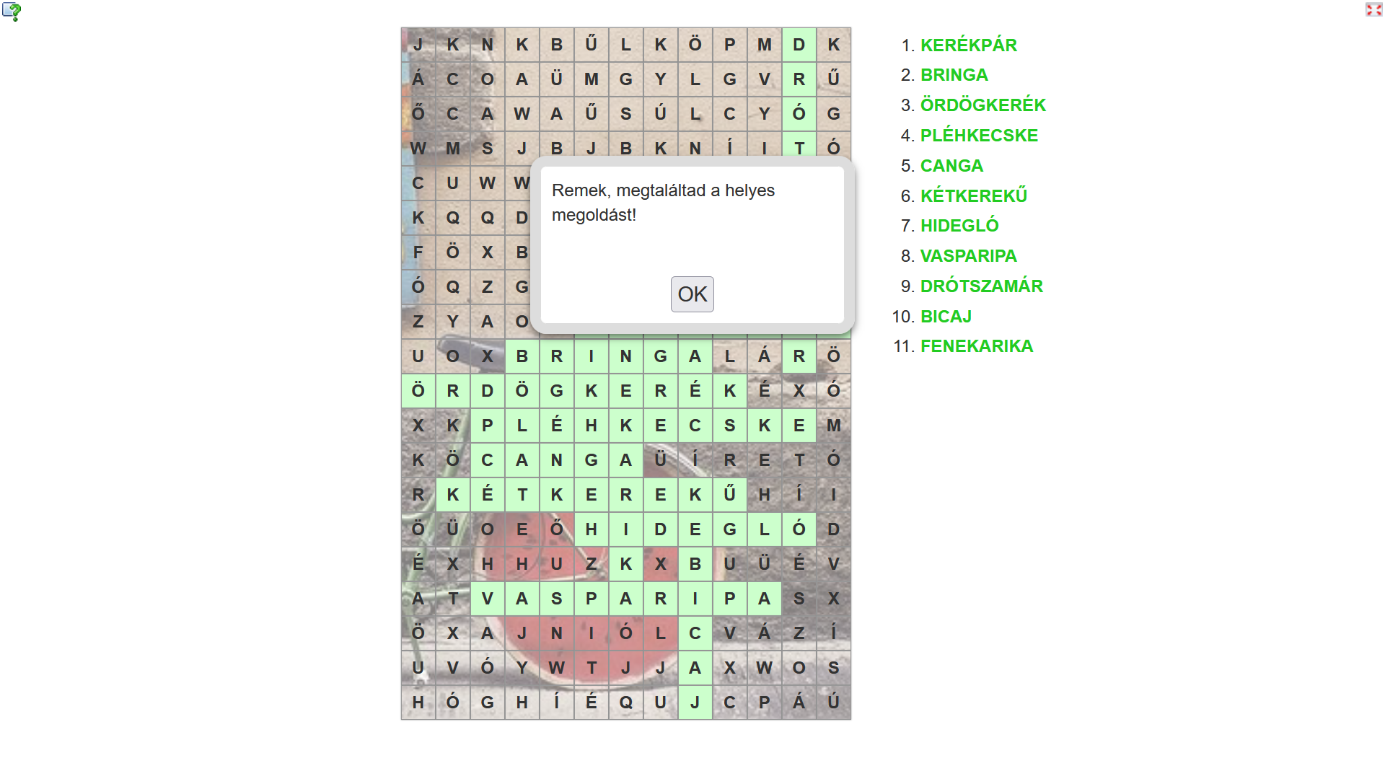 J K N K B Ű L K Ö P M D K
Á C O A Ü M G Y L G V R Ű
Ő C A W A Ű S Ú L C Y Ó G
W M S J B J B K N Í I T Ó
C U W W
K Q Q D
F Ö X B
Ó Q Z G
Z Y A O
U O X B R I N G A L Á R Ö
Ö R D Ö G K E R É K É X Ó
X K P L É H K E C S K E M
K Ö C A N G A Ü Í R E T Ó
R K É T K E R E K Ű H Í I
Ö Ü O E Ő H I D E G L Ó D
É X H H U Z K X B U Ü É V
A T V A S P A R I P A S X
Ö X A J N I Ó L C V Á Z Í
U V Ó Y W T J J A X W O S
H Ó G H Í É Q U J C P Á Ú
Remek, megtaláltad a helyes
megoldást!
OK
1. KERÉKPÁR
2. BRINGA
3. ÖRDÖGKERÉK
4. PLÉHKECSKE
5. CANGA
6. KÉTKEREKŰ
7. HIDEGLÓ
8. VASPARIPA
9. DRÓTSZAMÁR
10. BICAJ
11. FENEKARIKA